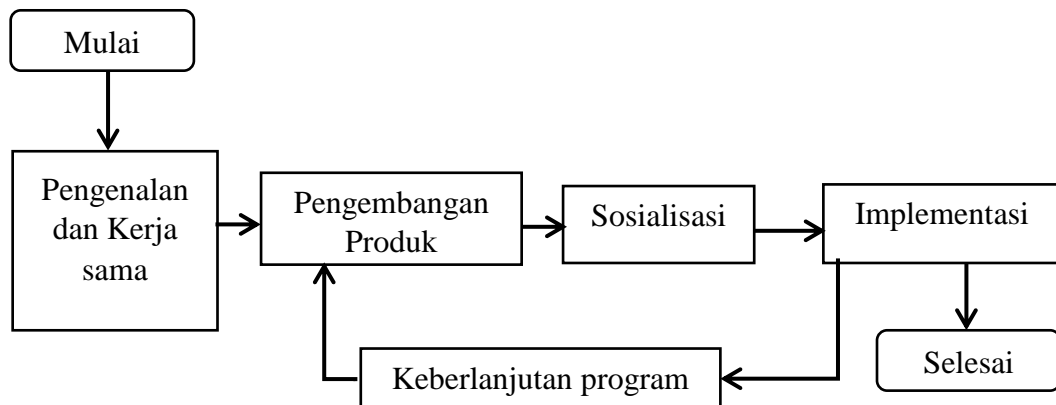 Mulai
Pengenalan
dan Kerja
sama
Pengembangan
Produk
Sosialisasi
Implementasi
Keberlanjutan program
Selesai